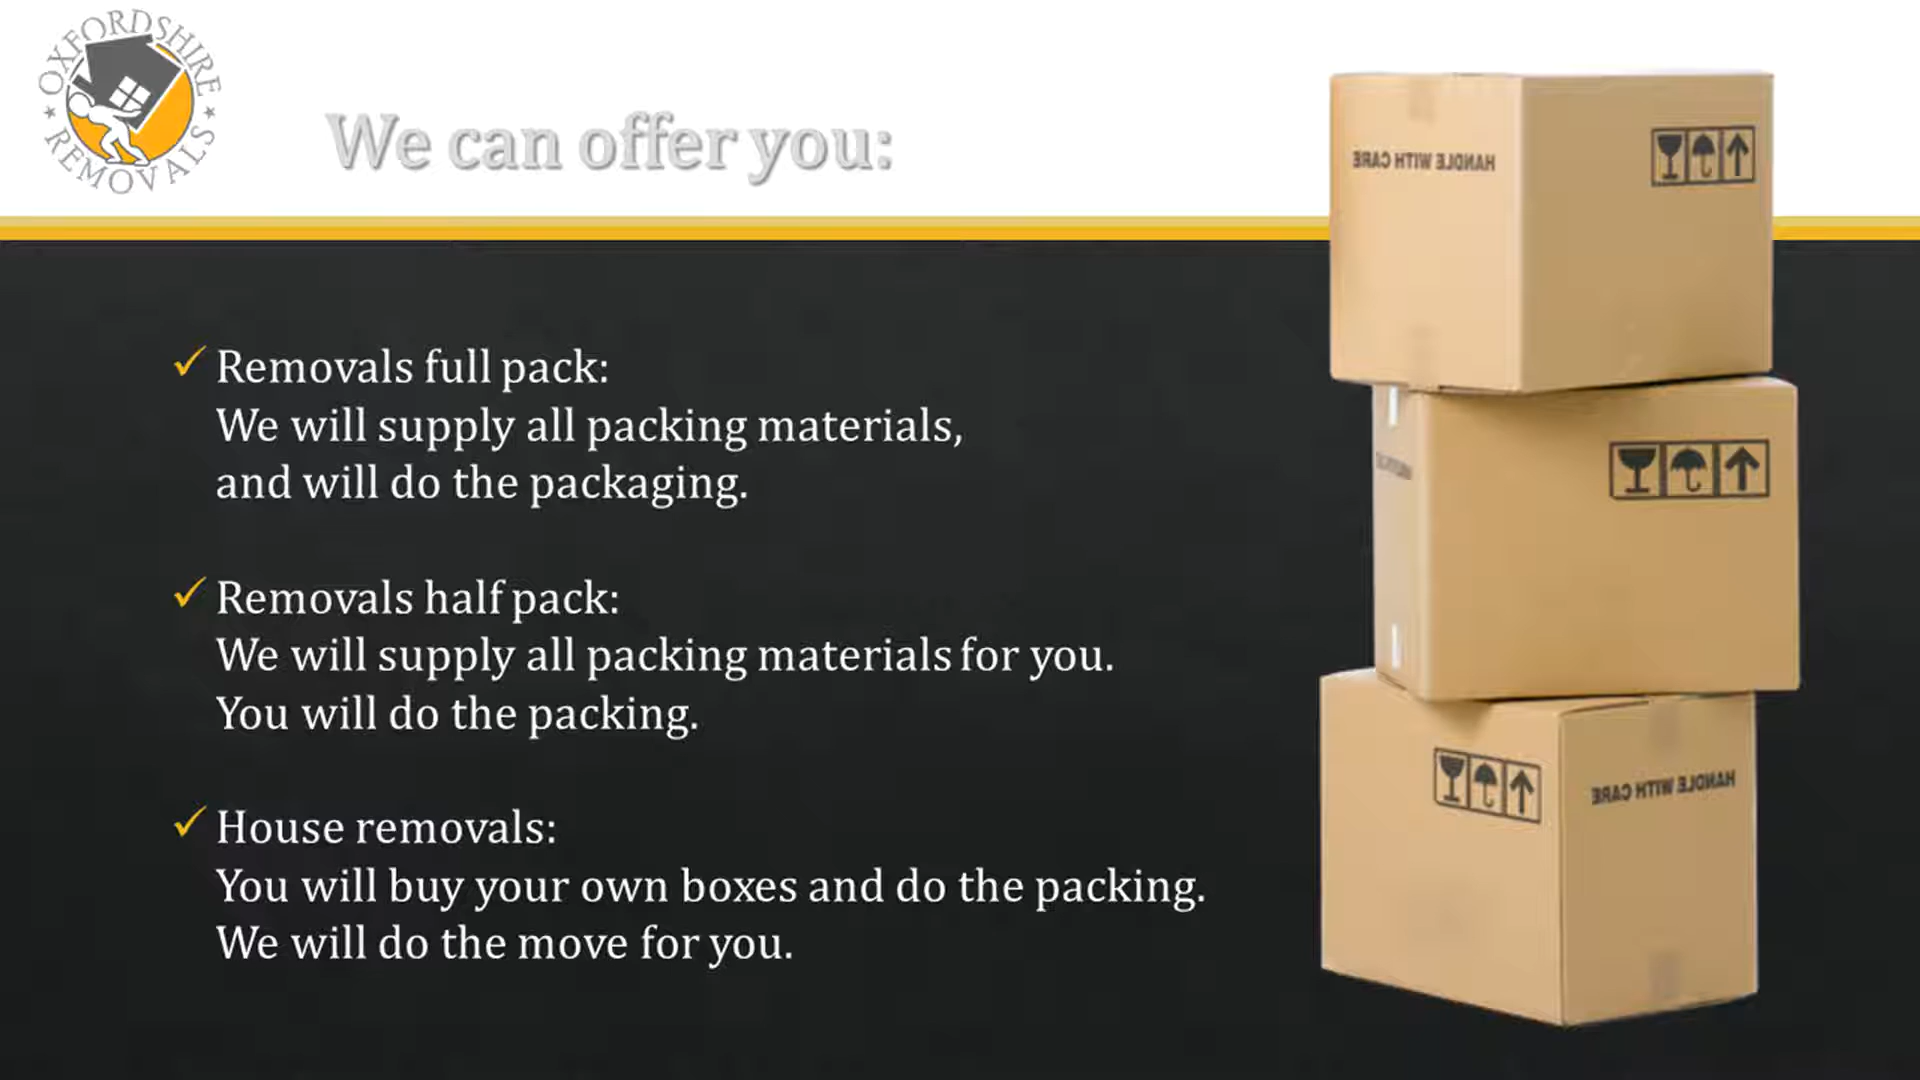 OXFORDSHIRE
REMOVALS
We can offer you:
HANDLE WITH CARE
✓ Removals full pack:
We will supply all packing materials,
and will do the packaging.
✓ Removals half pack:
We will supply all packing materials for you.
You will do the packing.
✓ House removals:
You will buy your own boxes and do the packing.
We will do the move for you.
HANDLE WITH CARE